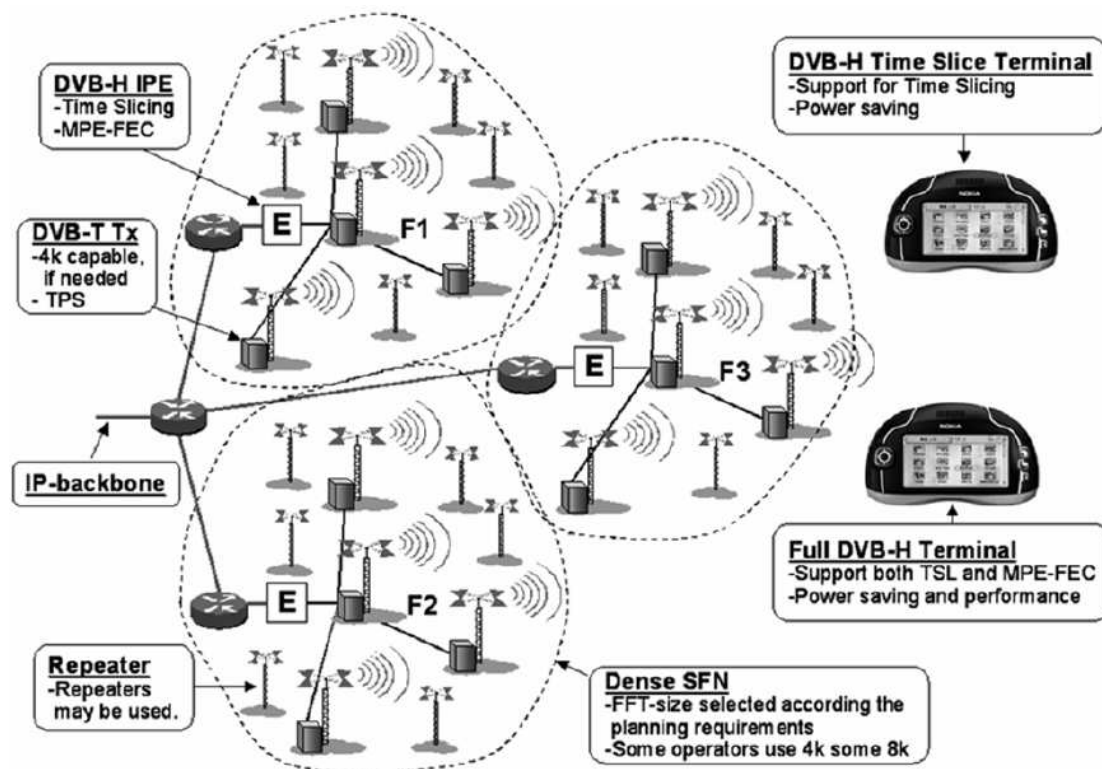 DVB-H IPE
-Time Slicing
-MPE-FEC
DVB-H Time Slice Terminal
-Support for Time Slicing
-Power saving
NOKIA
E
F1
DVB-T Tx
-4k capable,
if needed
- TPS
E
F3
IP-backbone
NOKIA
Full DVB-H Terminal
-Support both TSL and MPE-FEC
-Power saving and performance
E
F2
Repeater
-Repeaters
may be used.
Dense SFN
-FFT-size selected according the
planning requirements
-Some operators use 4k some 8k